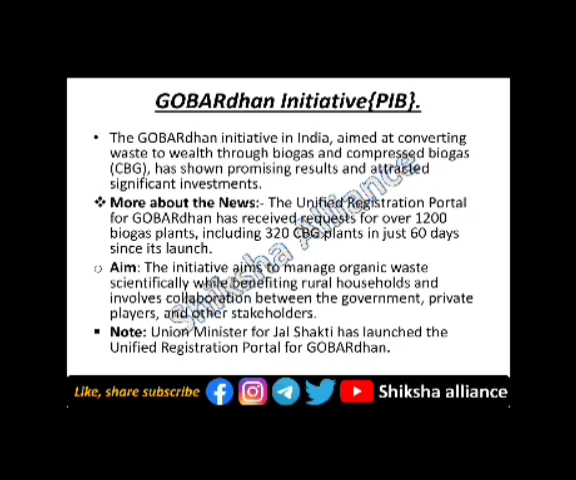 GOBARdhan Initiative{PIB}.
• The GOBARdhan initiative in India, aimed at converting
waste to wealth through biogas and compressed biogas
(CBG), has shown promising results and attracted
significant investments.
❖ More about the News:- The Unified Registration Portal
for GOBARdhan has received requests for over 1200
biogas plants, including 320 CBG plants in just 60 days
since its launch.
o Aim: The initiative aims to manage organic waste
scientifically while benefiting rural households and
involves collaboration between the government, private
players, and other stakeholders.
▪ Note: Union Minister for Jal Shakti has launched the
Unified Registration Portal for GOBARdhan.
Shiksha Alliance
Like, share subscribe Shiksha alliance